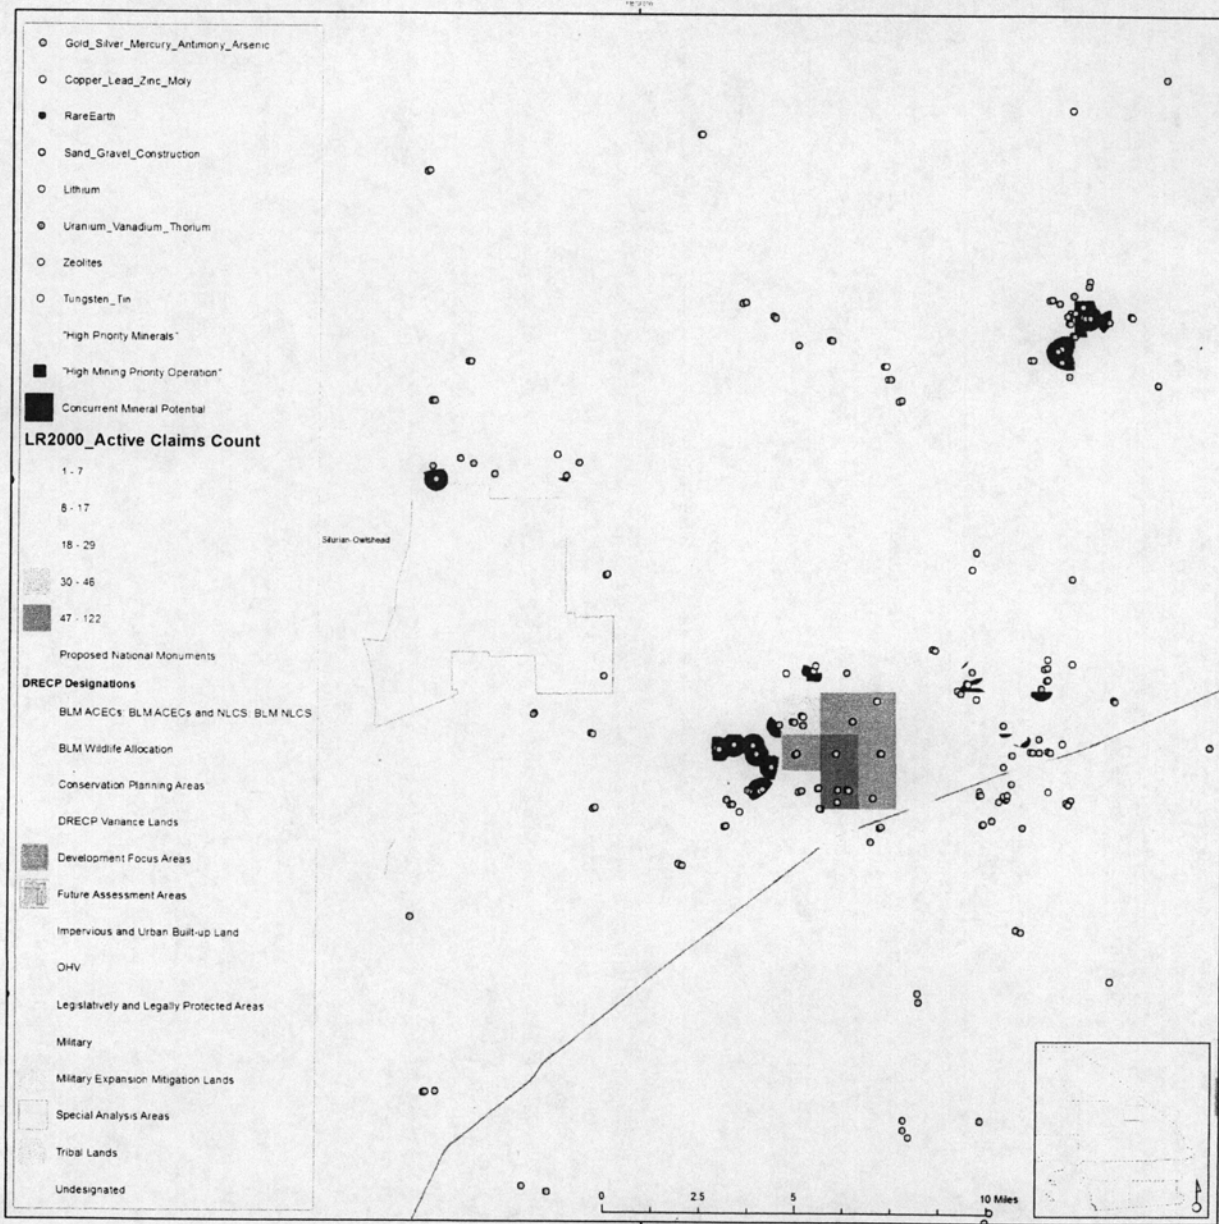 Gold_Silver_Mercury_Antimony_Arsenic
Copper_Lead_Zinc_Moly
RareEarth
Sand_Gravel_Construction
Lithium
Uranium_Vanadium_Thorium
Zeolites
Tungsten_Tin
"High Priority Minerals"
"High Mining Priority Operation"
Concurrent Mineral Potential
LR2000_Active Claims Count
1 - 7
8 - 17
18 - 29
30 - 46
47 - 122
Proposed National Monuments
DRECP Designations
BLM ACECs: BLM ACECs and NLCS: BLM NLCS
BLM Wildlife Allocation
Conservation Planning Areas
DRECP Variance Lands
Development Focus Areas
Future Assessment Areas
Impervious and Urban Built-up Land
OHV
Legislatively and Legally Protected Areas
Military
Military Expansion Mitigation Lands
Special Analysis Areas
Tribal Lands
Undesignated
Silurian-Owlshead
0 2.5 5 10 Miles